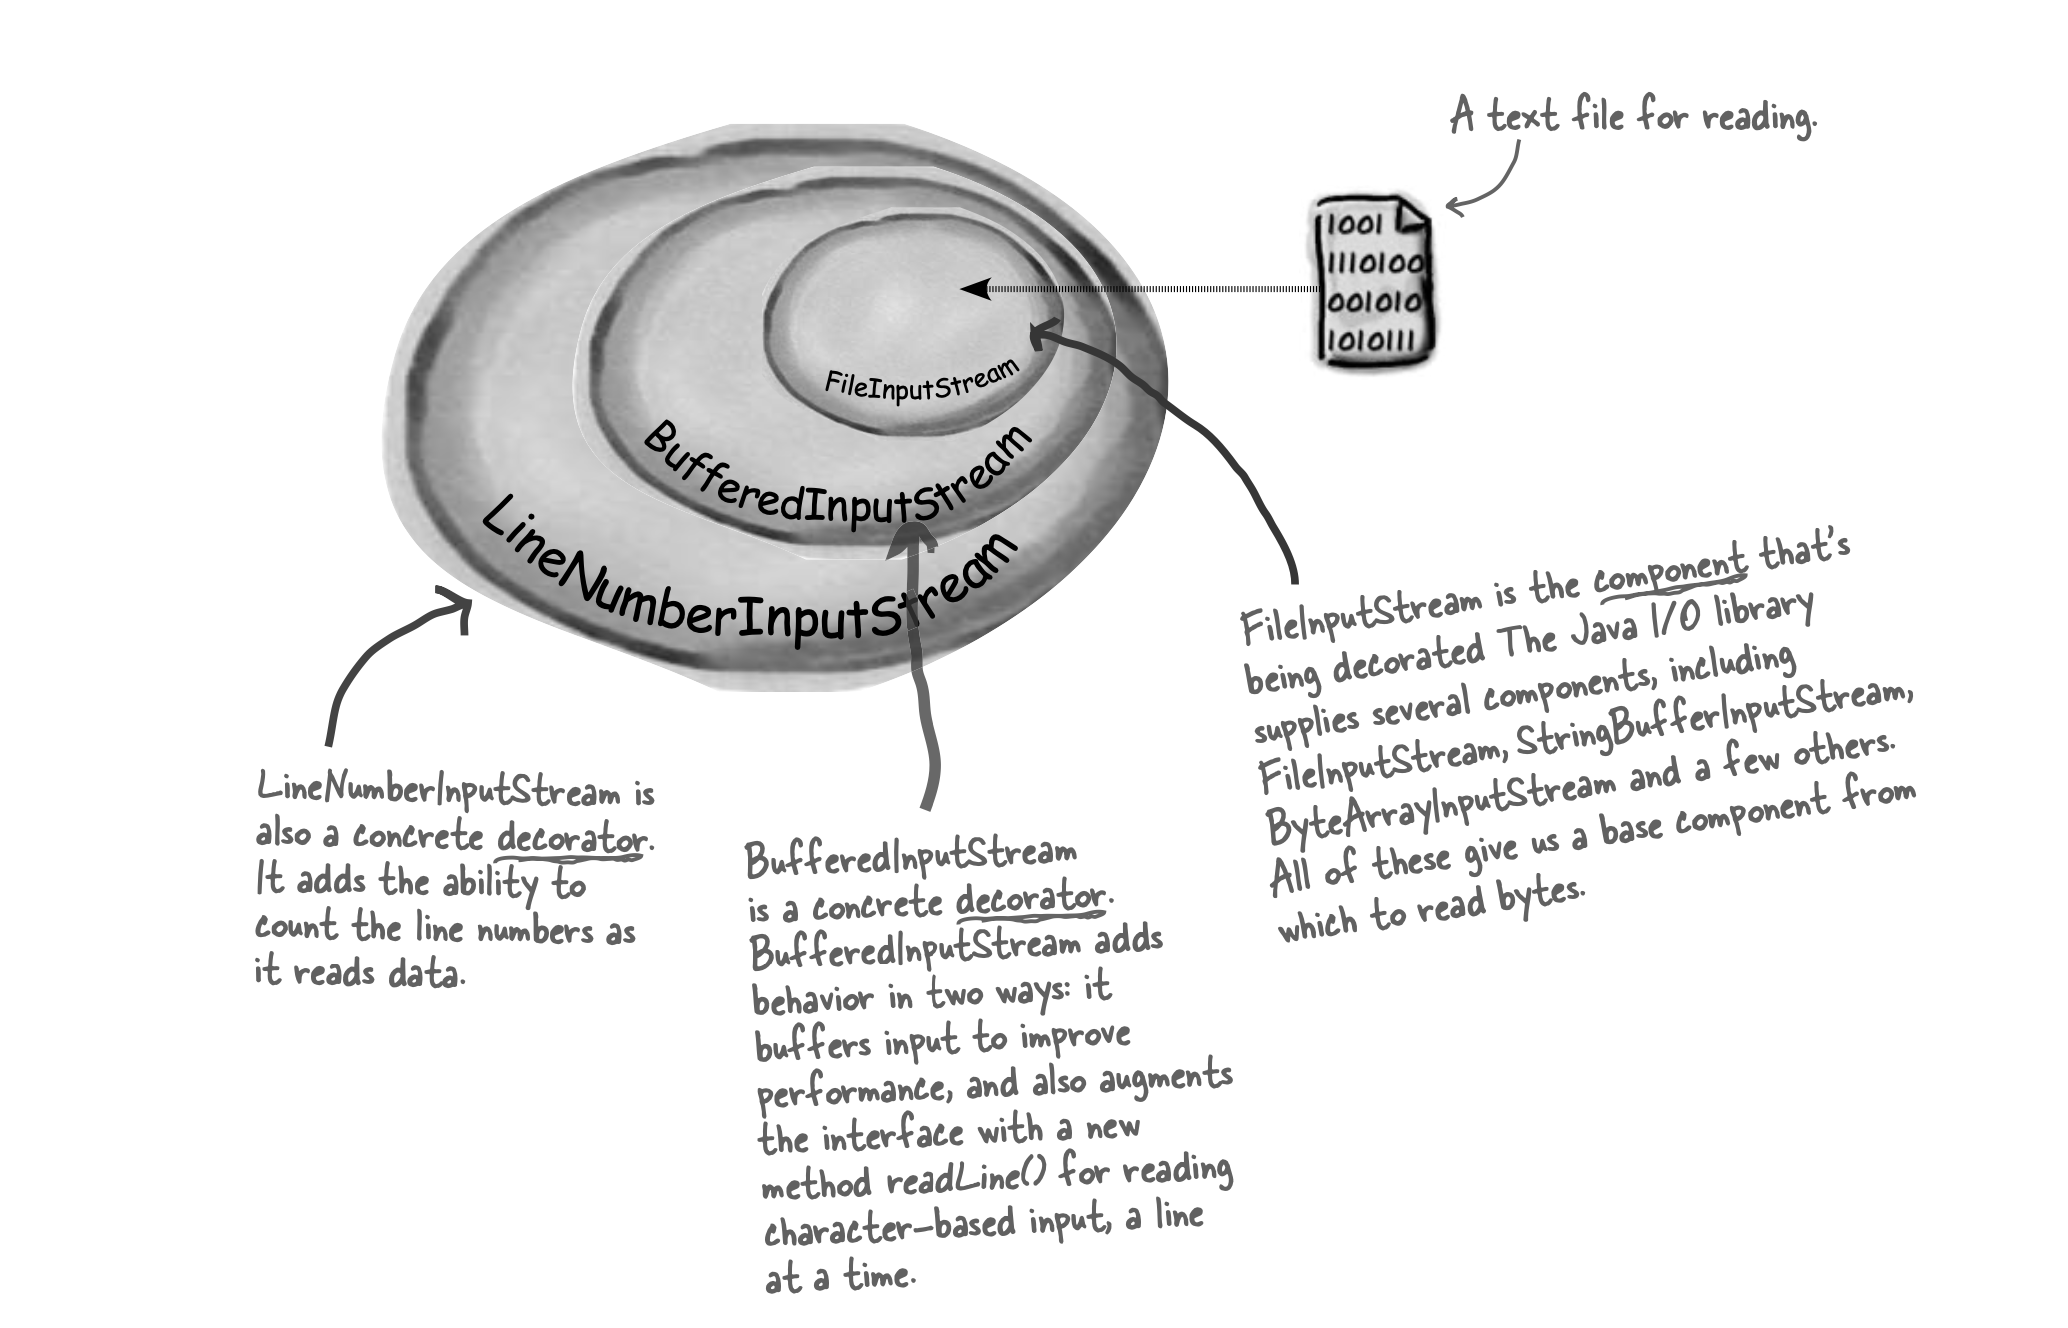 A text file for reading.
1001
1110100
001010
1010111
FileInputStream
BufferedInputStream
LineNumberInputStream
FileInputStream is the component that's
being decorated The Java I/O library
supplies several components, including
FileInputStream, StringBufferInputStream,
ByteArrayInputStream and a few others.
All of these give us a base component from
which to read bytes.
LineNumberInputStream is
also a concrete decorator.
It adds the ability to
count the line numbers as
it reads data.
BufferedInputStream
is a concrete decorator.
BufferedInputStream adds
behavior in two ways: it
buffers input to improve
performance, and also augments
the interface with a new
method readLine() for reading
character-based input, a line
at a time.